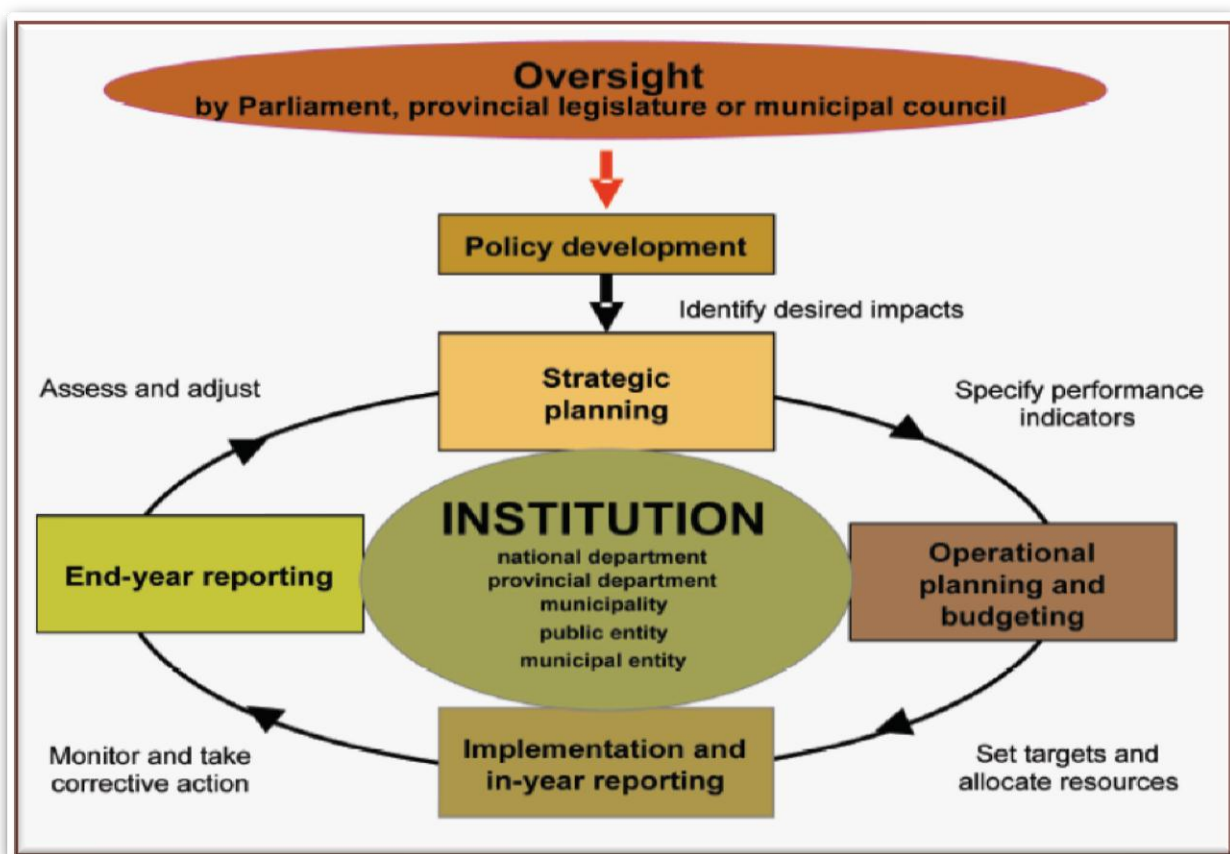 Oversight
by Parliament, provincial legislature or municipal council
Policy development
Identify desired impacts
Strategic
planning
Assess and adjust
Specify performance
indicators
INSTITUTION
national department
provincial department
municipality
public entity
municipal entity
End-year reporting
Operational
planning and
budgeting
Implementation and
in-year reporting
Monitor and take
corrective action
Set targets and
allocate resources